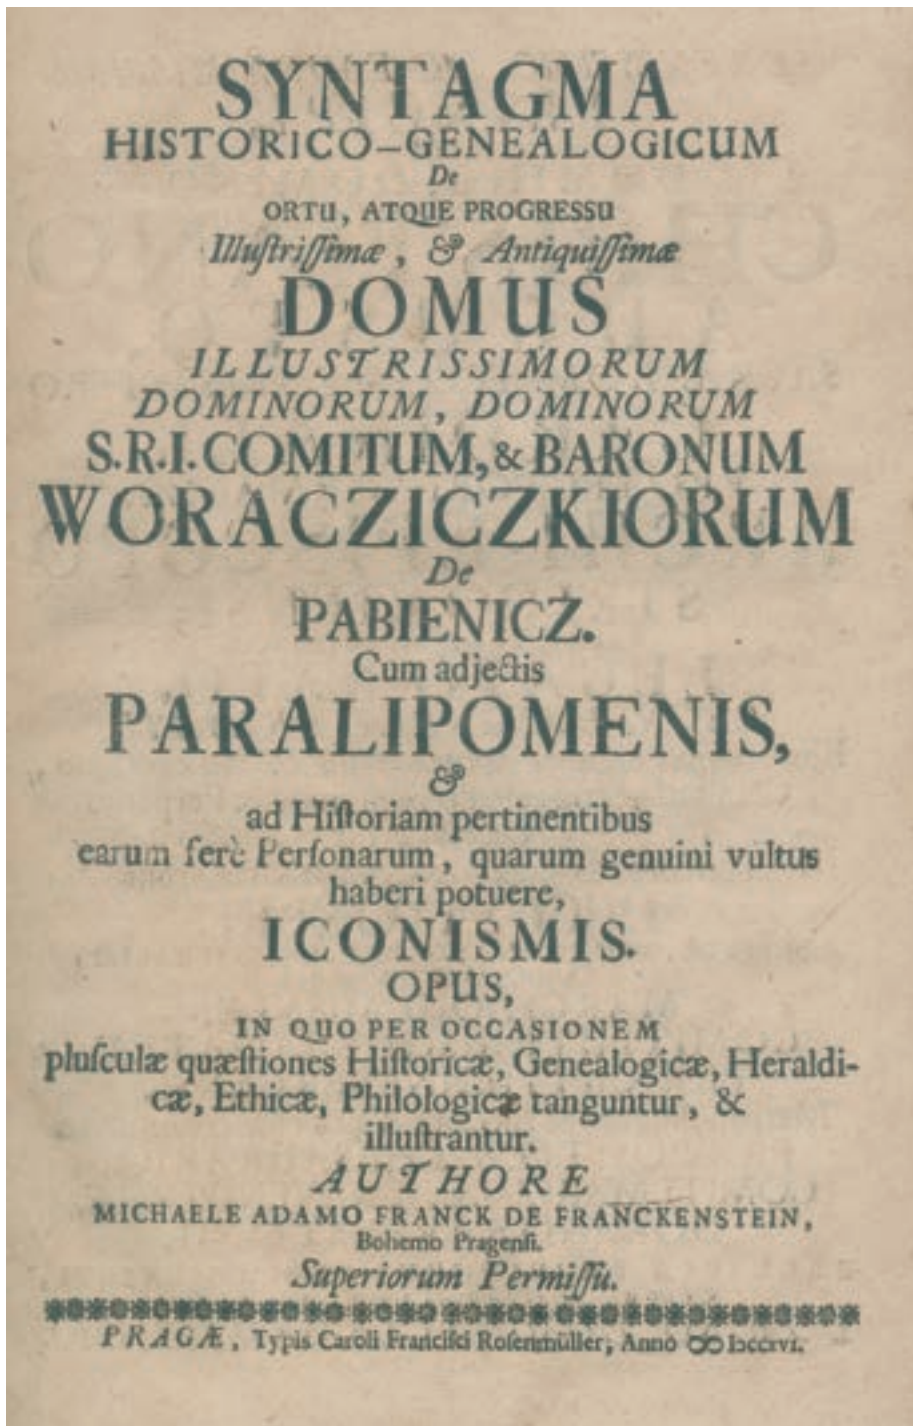 SYNTAGMA
HISTORICO-GENEALOGICUM
De
ORTU, ATQUE PROGRESSU
Illuſtriſſimæ, & Antiquiſſimæ
DOMUS
ILLUSTRISSIMORUM
DOMINORUM, DOMINORUM
S.R.I. COMITUM, & BARONUM
WORACZICZKIORUM
De
PABIENICZ.
Cum adjectis
PARALIPOMENIS,
&
ad Hiſtoriam pertinentibus
earum ferè Perſonarum, quarum genuini vultus
haberi potuere,
ICONISMIS.
OPUS,
IN QUO PER OCCASIONEM
pluſculæ quæſtiones Hiſtoricæ, Genealogicæ, Heraldi-
cæ, Ethicæ, Philologicæ tanguntur, &
illuſtrantur.
AUTHORE
MICHAELE ADAMO FRANCK DE FRANCKENSTEIN,
Bohemo Pragenſi.
Superiorum Permiſſu.
PRAGÆ, Typis Caroli Franciſci Roſenmüller, Anno